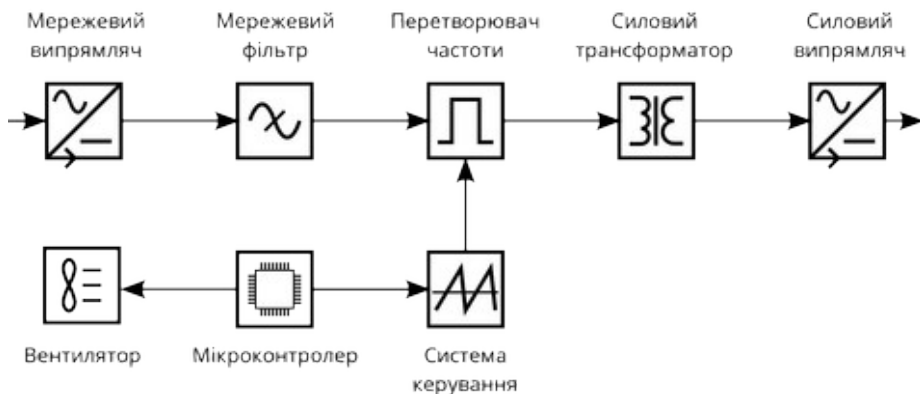 Мережевий
випрямляч
Мережевий
фільтр
Перетворювач
частоти
Силовий
трансформатор
Силовий
випрямляч
Вентилятор
Мікроконтролер
Система
керування